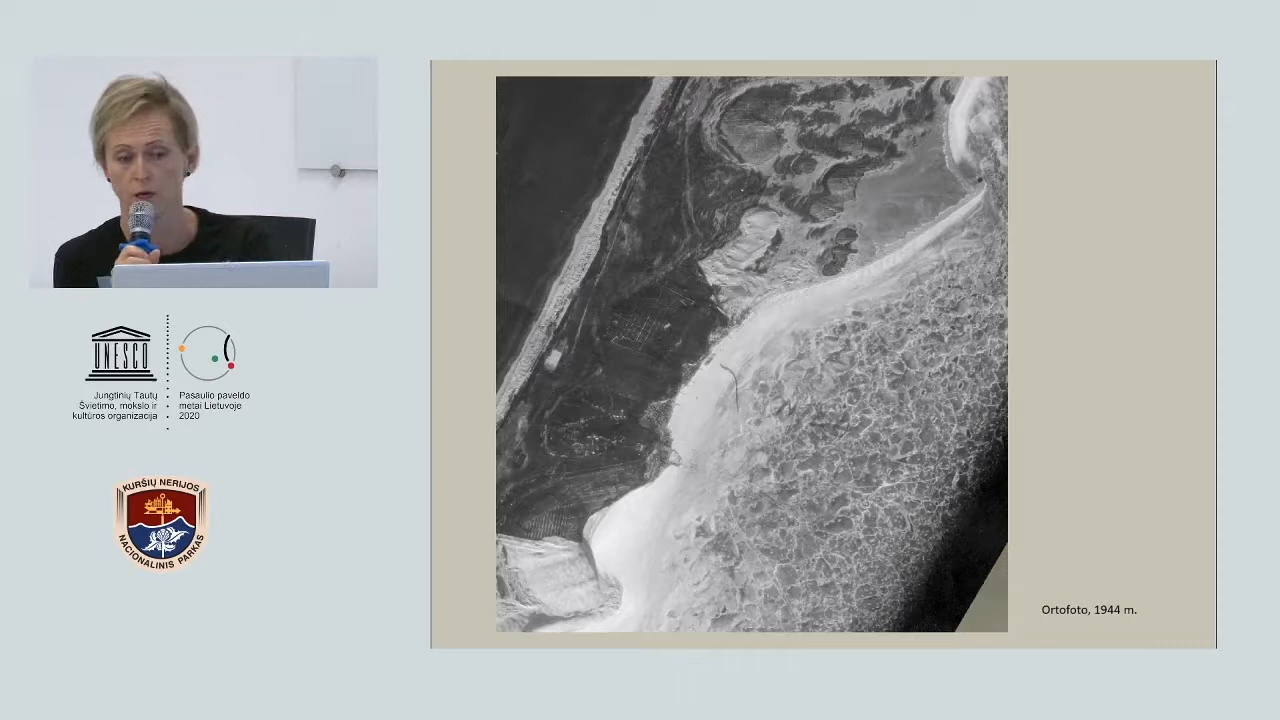 UNESCO
Jungtinių Tautų
Švietimo, mokslo ir
kultūros organizacija
Pasaulio paveldo
metai Lietuvoje
2020
KURŠIŲ NERIJOS
NACIONALINIS PARKAS
Ortofoto, 1944 m.